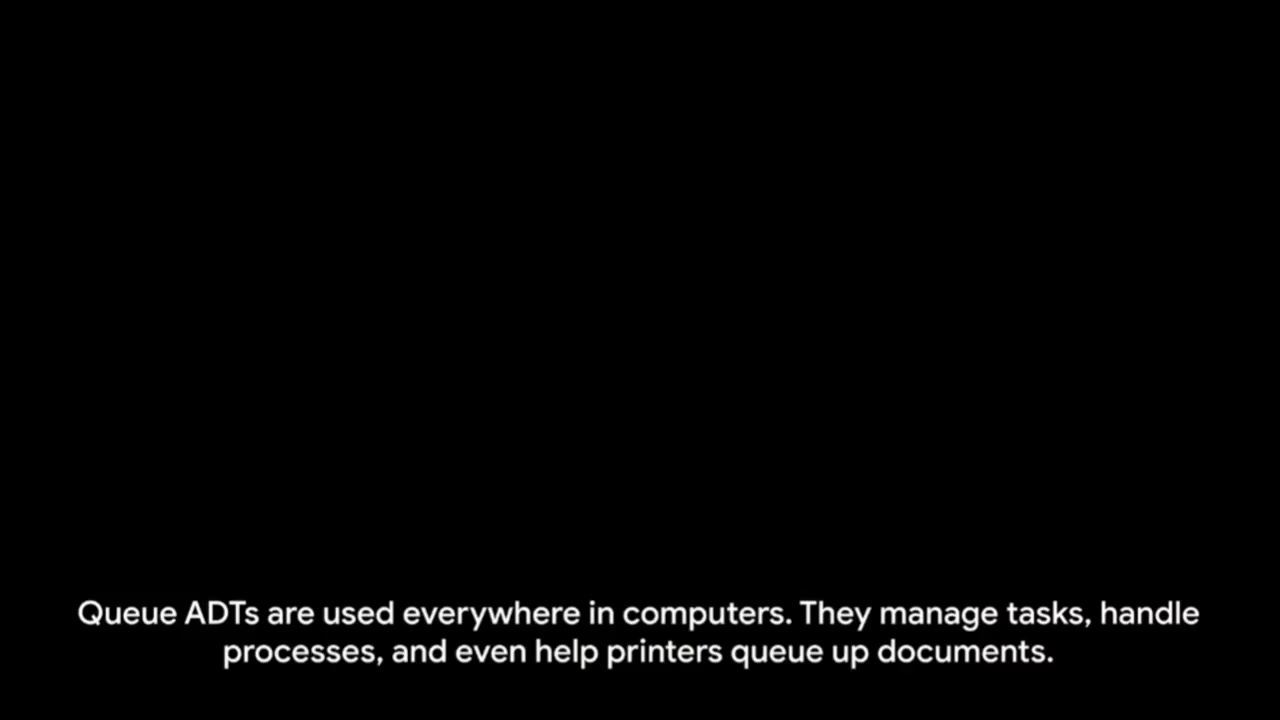 Queue ADTs are used everywhere in computers. They manage tasks, handle
processes, and even help printers queue up documents.